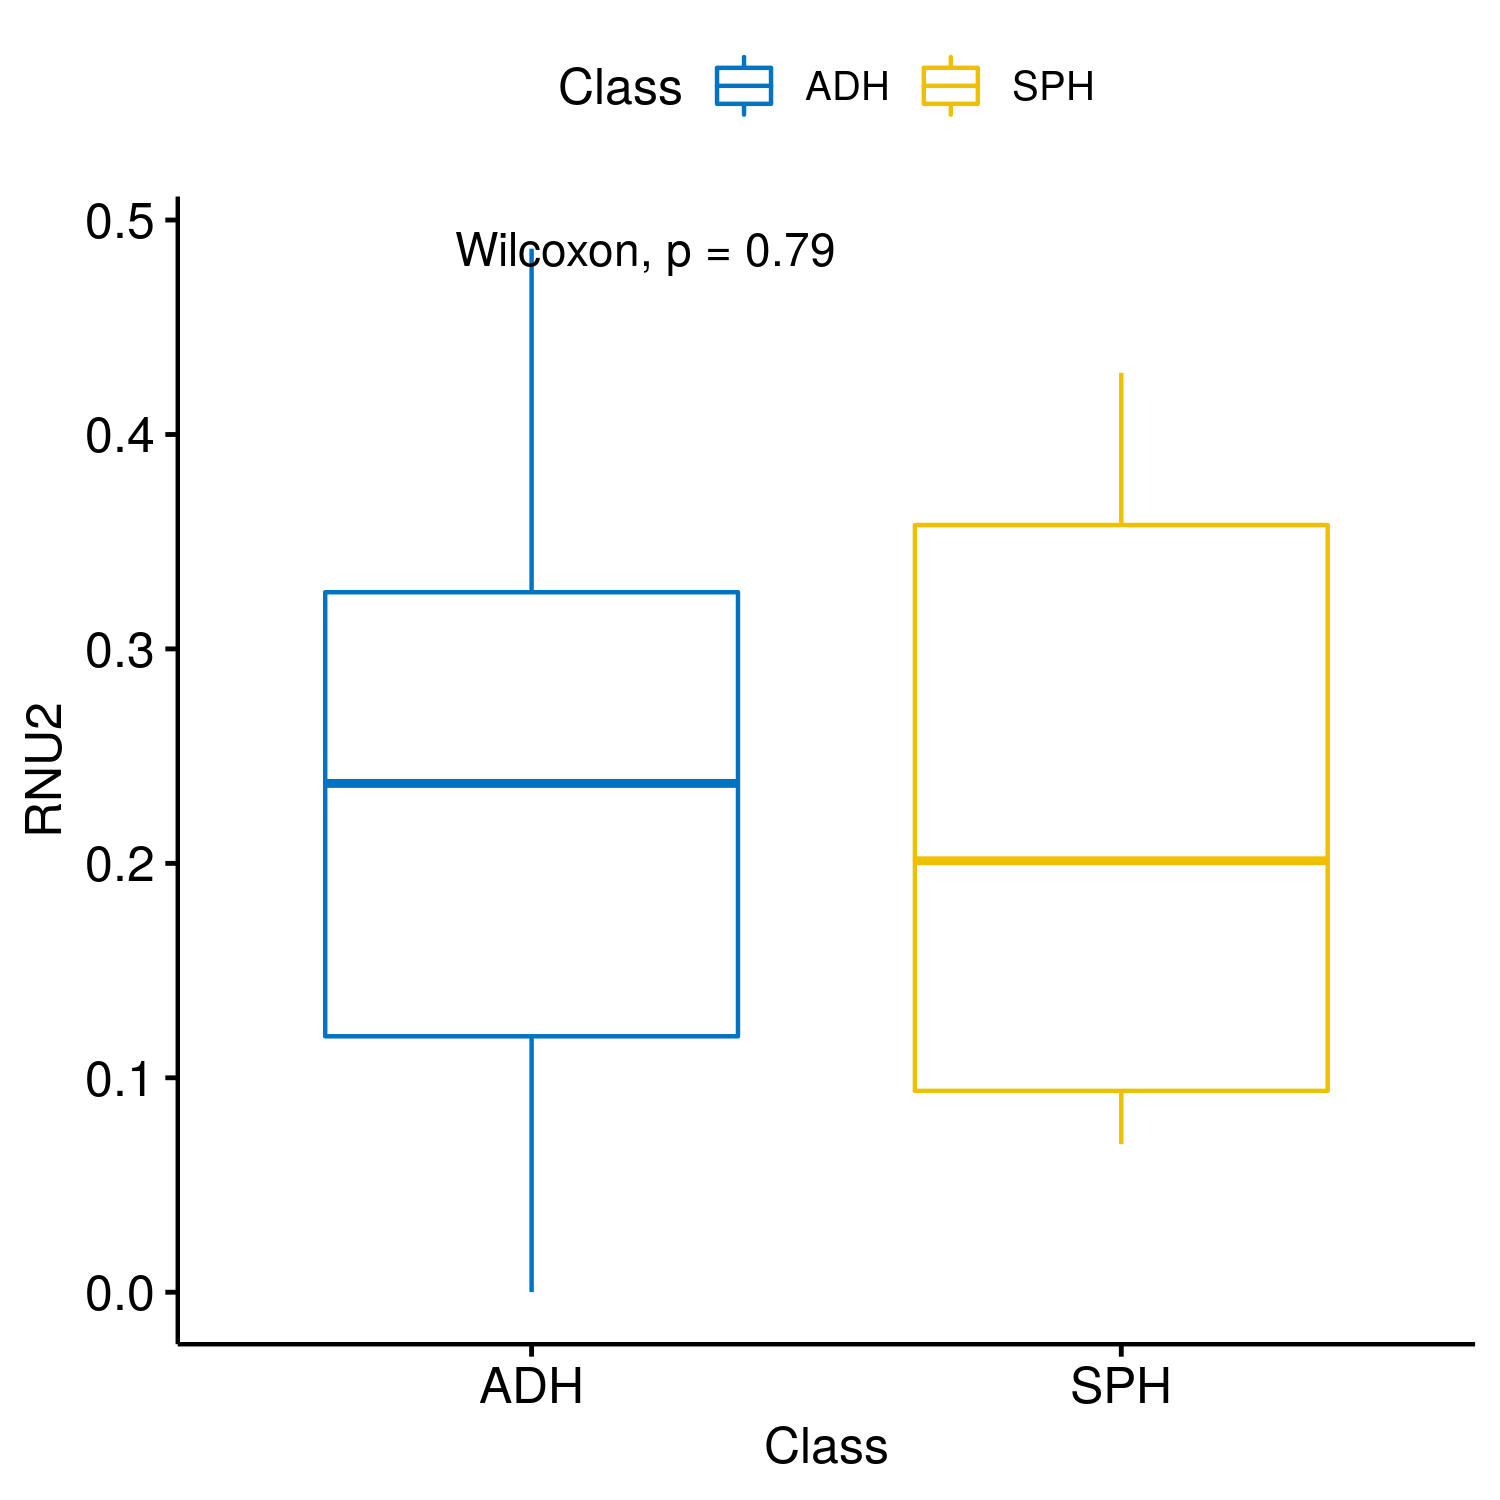 Class ADH SPH
0.5
Wilcoxon, p = 0.79
0.4
0.3
RNU2
0.2
0.1
0.0
ADH SPH
Class